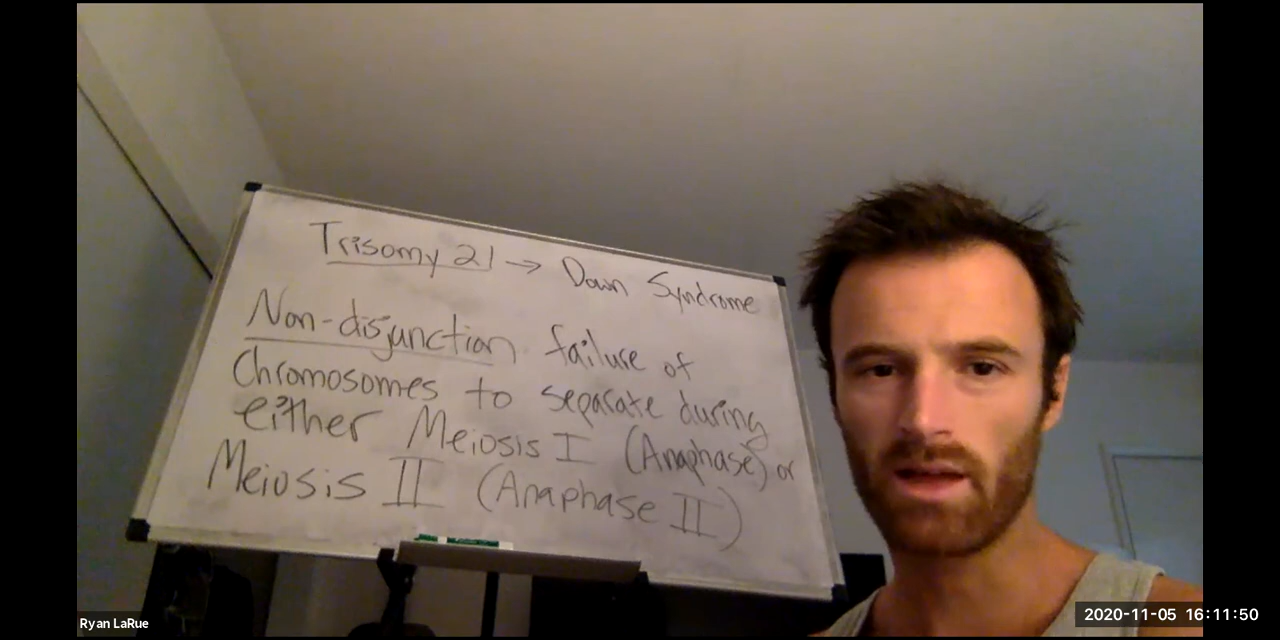 Trisomy 21 → Down Syndrome
Non-disjunction failure of
Chromosomes to separate during
either Meiosis I (Anaphase) or
Meiosis II (Anaphase II)
Ryan LaRue
2020-11-05 16:11:50